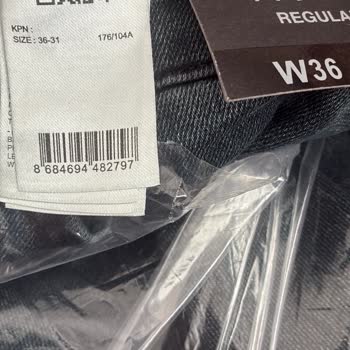 KPN :
SIZE : 36-31 176/104A
8 684694 482797
REGULA
W36